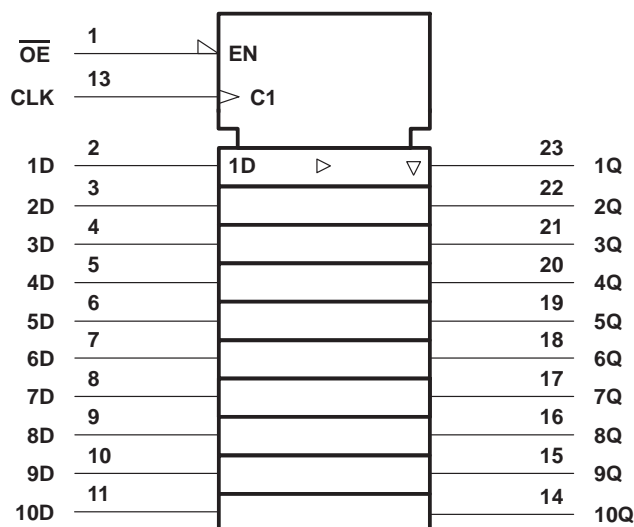 OE 1 EN
CLK 13 C1
1D 2 1D 23 1Q
2D 3 22 2Q
3D 4 21 3Q
4D 5 20 4Q
5D 6 19 5Q
6D 7 18 6Q
7D 8 17 7Q
8D 9 16 8Q
9D 10 15 9Q
10D 11 14 10Q